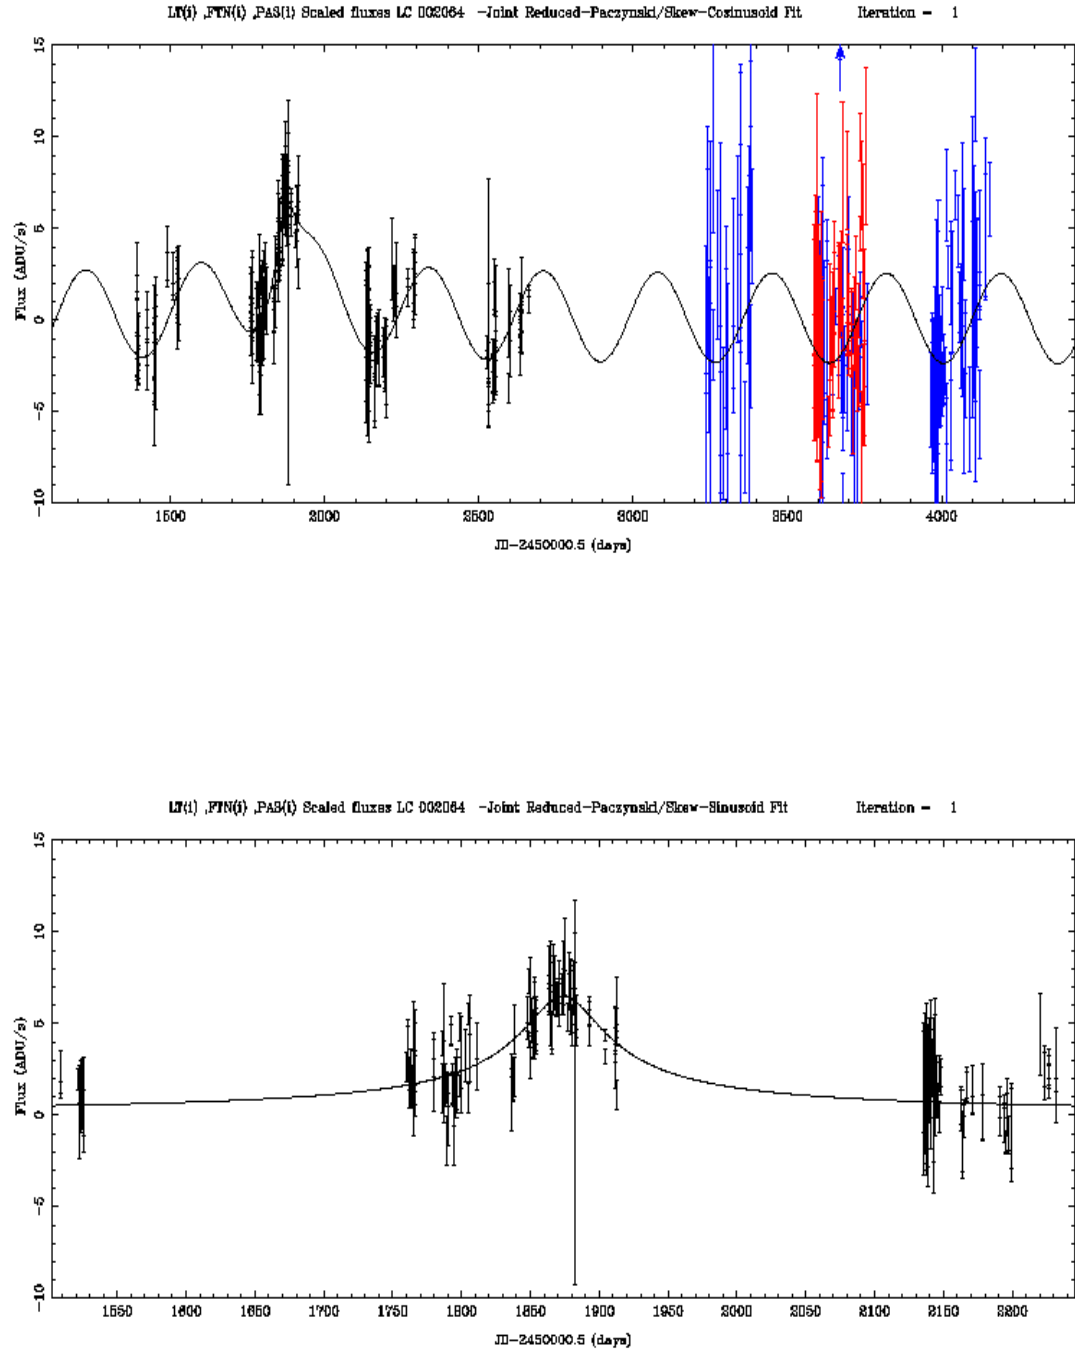 LT(i) ,FTN(i) ,PAS(i) Scaled fluxes LC 002064 -Joint Reduced-Paczynski/Skew-Cosinusoid Fit Iteration - 1
15
10
5
0
-5
-10
Flux (ADU/s)
1500 2000 2500 3000 3500 4000
JD-2450000.5 (days)
LT(i) ,FTN(i) ,PAS(i) Scaled fluxes LC 002064 -Joint Reduced-Paczynski/Skew-Sinusoid Fit Iteration - 1
15
10
5
0
-5
-10
Flux (ADU/s)
1550 1600 1650 1700 1750 1800 1850 1900 1950 2000 2050 2100 2150 2200
JD-2450000.5 (days)